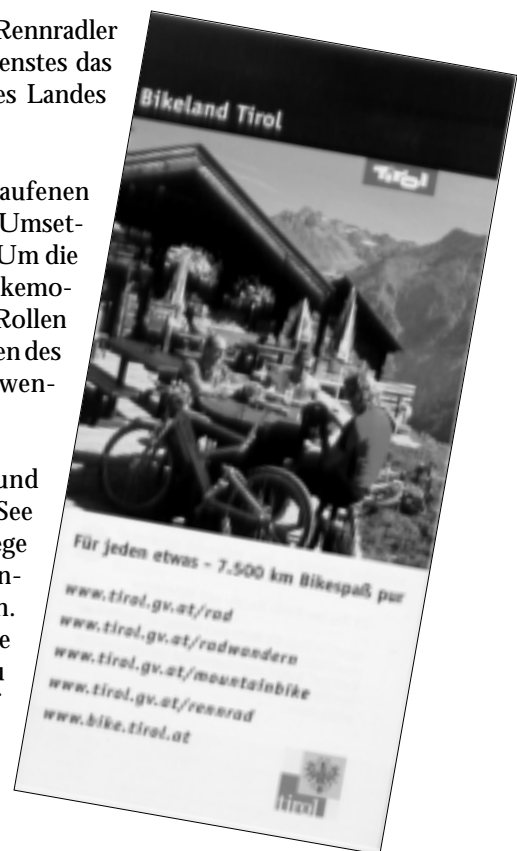 Rennradler
enstes das
es Landes
aufenen
Umset-
Um die
kemo-
Rollen
en des
wen-
und
See
ege
n-
n.
e
Bikeland Tirol
Tirol
Für jeden etwas - 7.500 km Bikespaß pur
www.tirol.gv.at/rad
www.tirol.gv.at/radwandern
www.tirol.gv.at/mountainbike
www.tirol.gv.at/rennrad
www.bike.tirol.at
tirol